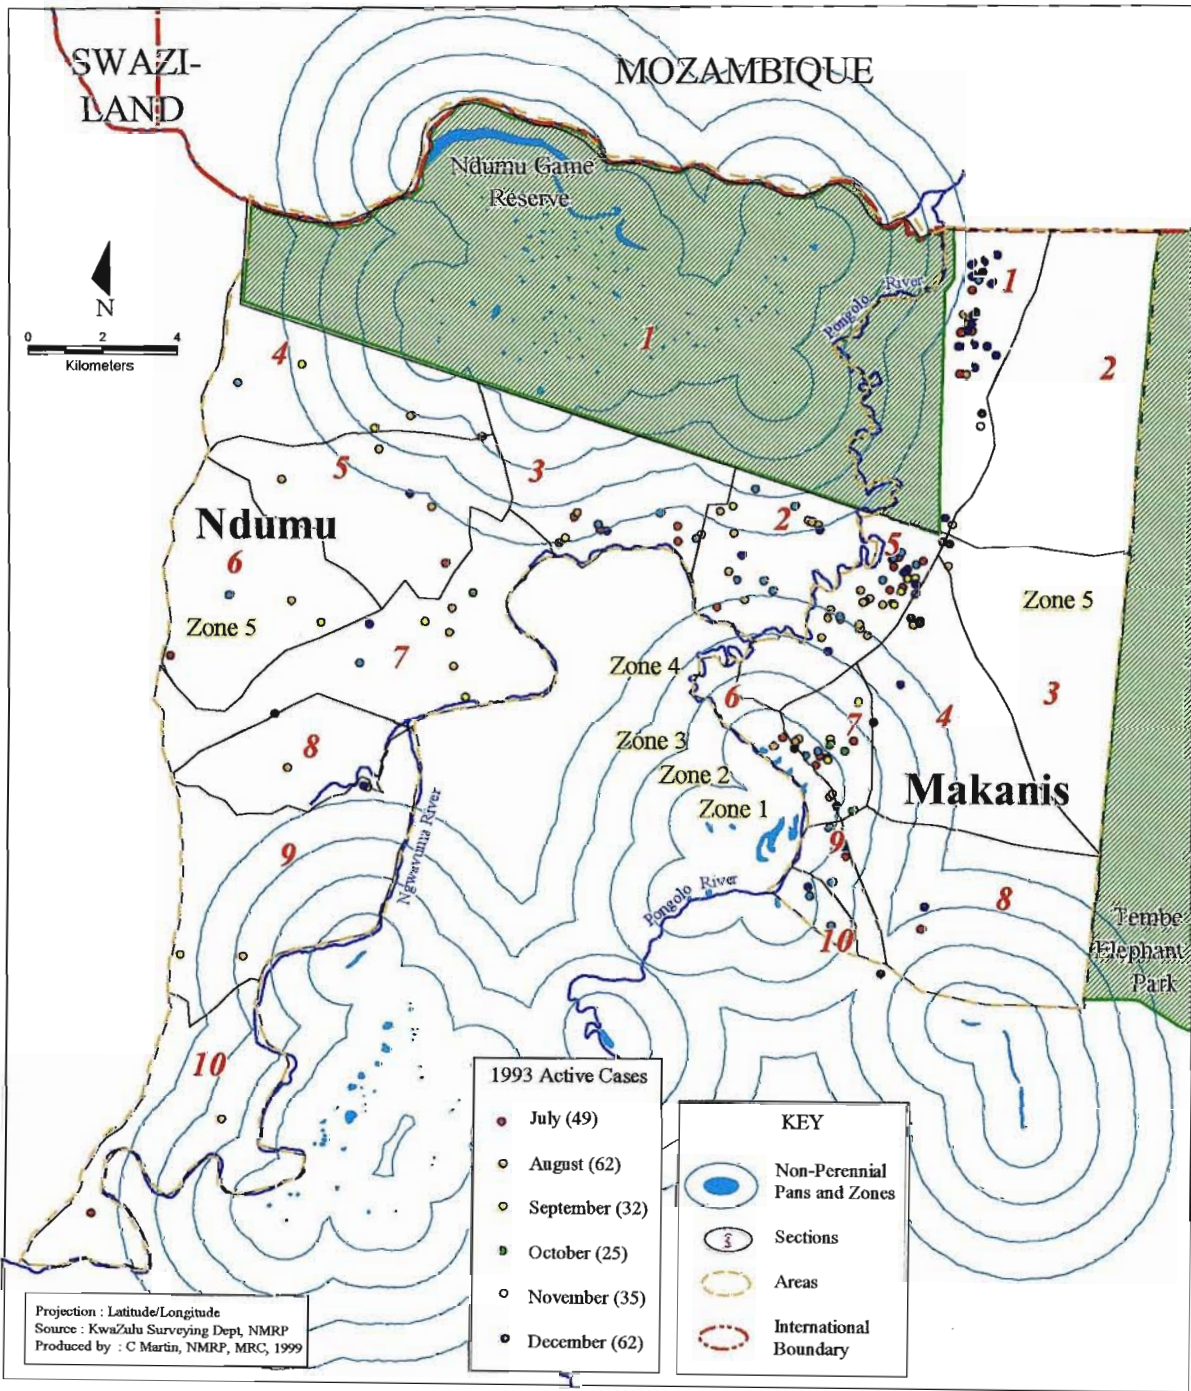 SWAZI-
LAND
MOZAMBIQUE
Ndumu Game
Reserve
N
0 2 4
Kilometers
Pongolo River
1
1
2
4
5
3
2
5
Ndumu
6
Zone 5
Zone 5
7
Zone 4
6
3
4
7
Zone 3
8
Zone 2
Makanis
Zone 1
9
9
Ngwavuma River
Pongolo River
8
10
Tembe
Elephant
Park
10
1993 Active Cases
July (49)
August (62)
September (32)
October (25)
November (35)
December (62)
KEY
Non-Perennial
Pans and Zones
Sections
Areas
International
Boundary
Projection : Latitude/Longitude
Source : KwaZulu Surveying Dept, NMRP
Produced by : C Martin, NMRP, MRC, 1999